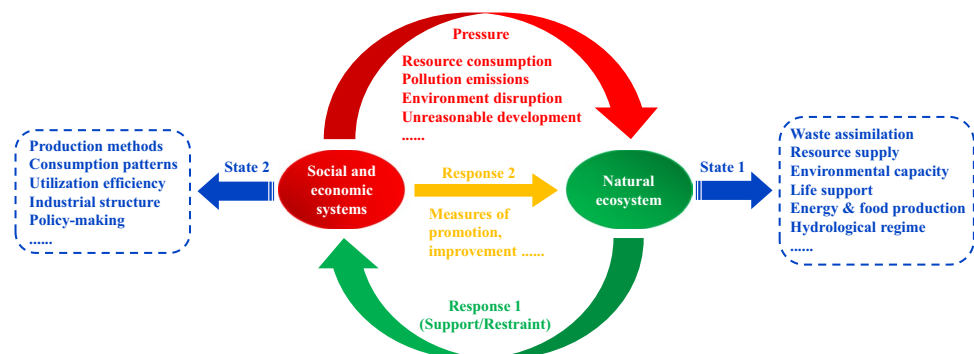 Pressure
Resource consumption
Pollution emissions
Environment disruption
Unreasonable development
......
Production methods
Consumption patterns
Utilization efficiency
Industrial structure
Policy-making
......
State 2
Social and
economic
systems
Response 2
Measures of
promotion,
improvement ......
Natural
ecosystem
State 1
Waste assimilation
Resource supply
Environmental capacity
Life support
Energy & food production
Hydrological regime
......
Response 1
(Support/Restraint)